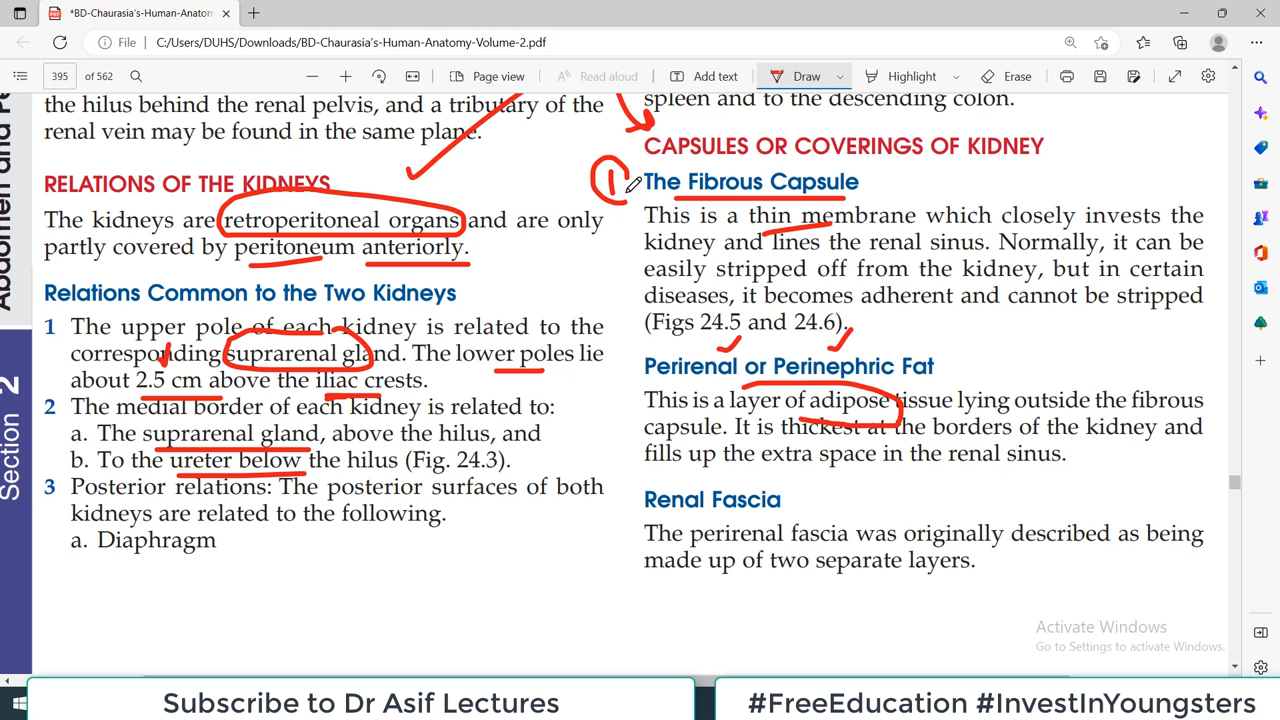 *BD-Chaurasia's-Human-Anatom
File
C:/Users/DUHS/Downloads/BD-Chaurasia's-Human-Anatomy-Volume-2.pdf
395 of 562
Page view
Read aloud
Add text
Draw
Highlight
Erase
Abdomen and Pe
Section 2
the hilus behind the renal pelvis, and a tributary of the
renal vein may be found in the same plane.
RELATIONS OF THE KIDNEYS
The kidneys are retroperitoneal organs and are only
partly covered by peritoneum anteriorly.
Relations Common to the Two Kidneys
1 The upper pole of each kidney is related to the
corresponding suprarenal gland. The lower poles lie
about 2.5 cm above the iliac crests.
2 The medial border of each kidney is related to:
a. The suprarenal gland, above the hilus, and
b. To the ureter below the hilus (Fig. 24.3).
3 Posterior relations: The posterior surfaces of both
kidneys are related to the following.
a. Diaphragm
spleen and to the descending colon.
CAPSULES OR COVERINGS OF KIDNEY
1
The Fibrous Capsule
This is a thin membrane which closely invests the
kidney and lines the renal sinus. Normally, it can be
easily stripped off from the kidney, but in certain
diseases, it becomes adherent and cannot be stripped
(Figs 24.5 and 24.6).
Perirenal or Perinephric Fat
This is a layer of adipose tissue lying outside the fibrous
capsule. It is thickest at the borders of the kidney and
fills up the extra space in the renal sinus.
Renal Fascia
The perirenal fascia was originally described as being
made up of two separate layers.
Activate Windows
Go to Settings to activate Windows.
Subscribe to Dr Asif Lectures
#FreeEducation #InvestInYoungsters